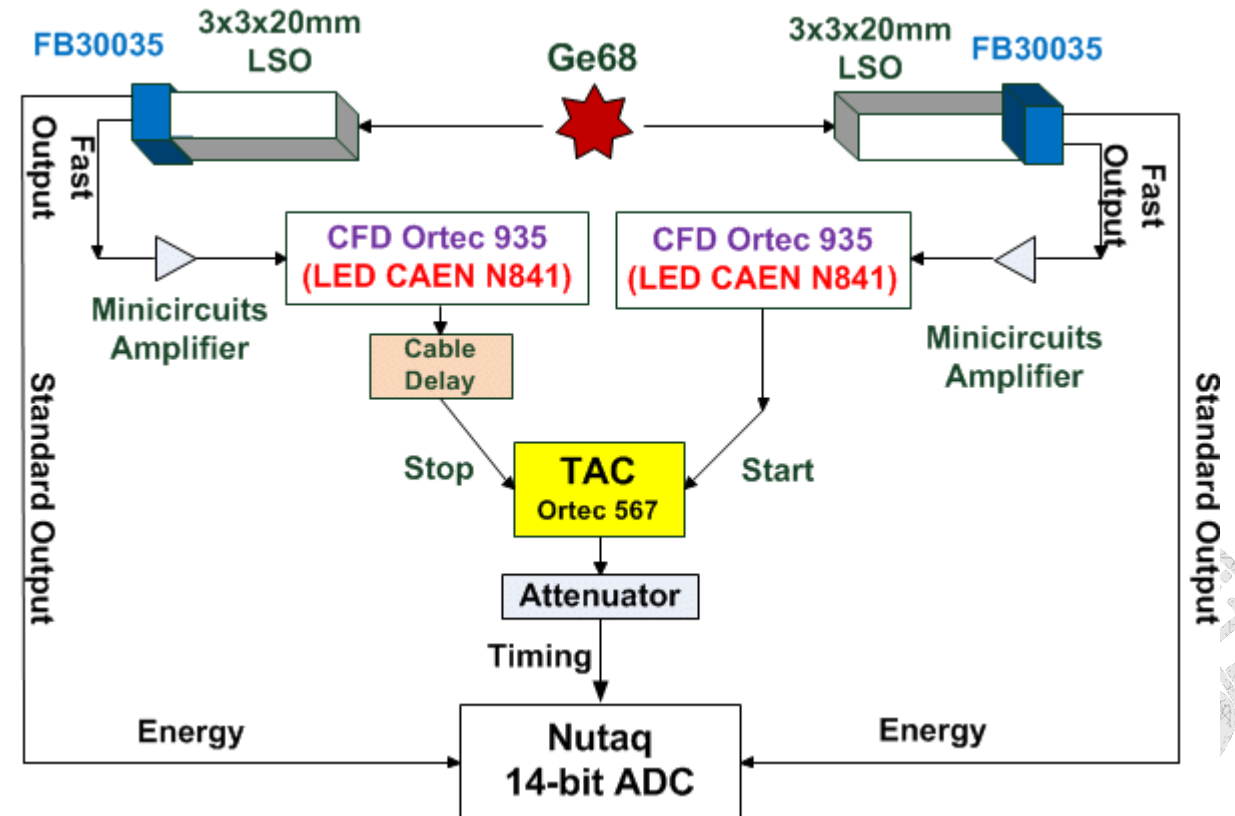 FB30035
3x3x20mm
LSO
Ge68
3x3x20mm
LSO
FB30035
Fast
Output
Fast
Output
CFD Ortec 935
(LED CAEN N841)
CFD Ortec 935
(LED CAEN N841)
Minicircuits
Amplifier
Cable
Delay
Minicircuits
Amplifier
Standard Output
Stop
TAC
Ortec 567
Start
Standard Output
Attenuator
Timing
Energy
Nutaq
14-bit ADC
Energy